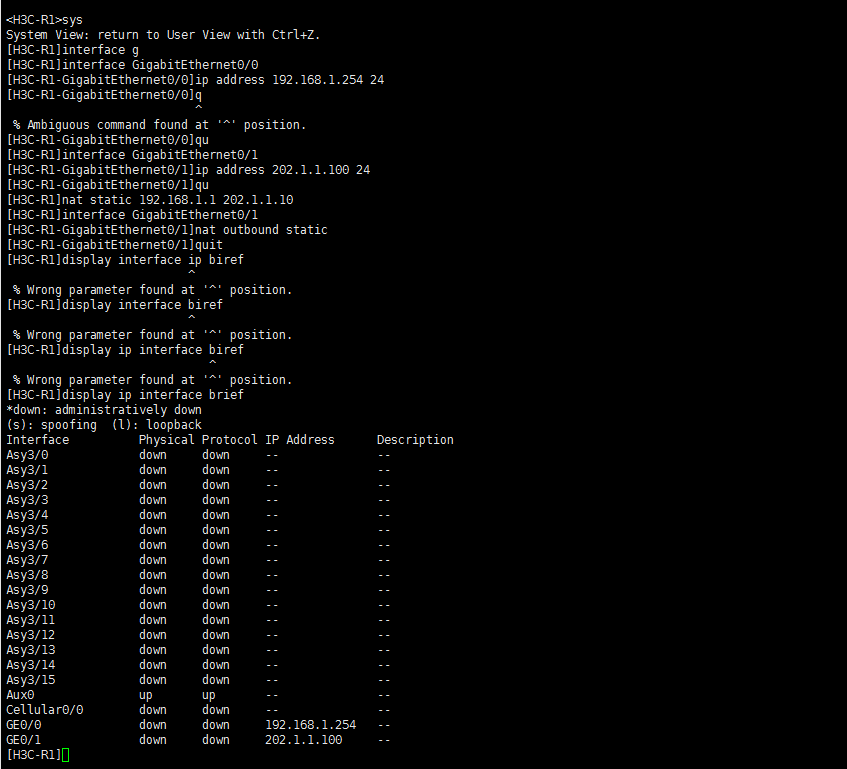 <H3C-R1>sys
System View: return to User View with Ctrl+Z.
[H3C-R1]interface g
[H3C-R1]interface GigabitEthernet0/0
[H3C-R1-GigabitEthernet0/0]ip address 192.168.1.254 24
[H3C-R1-GigabitEthernet0/0]q
                           ^
 % Ambiguous command found at '^' position.
[H3C-R1-GigabitEthernet0/0]qu
[H3C-R1]interface GigabitEthernet0/1
[H3C-R1-GigabitEthernet0/1]ip address 202.1.1.100 24
[H3C-R1-GigabitEthernet0/1]qu
[H3C-R1]nat static 192.168.1.1 202.1.1.10
[H3C-R1]interface GigabitEthernet0/1
[H3C-R1-GigabitEthernet0/1]nat outbound static
[H3C-R1-GigabitEthernet0/1]quit
[H3C-R1]display interface ip biref
                          ^
 % Wrong parameter found at '^' position.
[H3C-R1]display interface biref
                          ^
 % Wrong parameter found at '^' position.
[H3C-R1]display ip interface biref
                             ^
 % Wrong parameter found at '^' position.
[H3C-R1]display ip interface brief
*down: administratively down
(s): spoofing  (l): loopback
Interface          Physical Protocol IP Address      Description
Asy3/0             down     down     --              --
Asy3/1             down     down     --              --
Asy3/2             down     down     --              --
Asy3/3             down     down     --              --
Asy3/4             down     down     --              --
Asy3/5             down     down     --              --
Asy3/6             down     down     --              --
Asy3/7             down     down     --              --
Asy3/8             down     down     --              --
Asy3/9             down     down     --              --
Asy3/10            down     down     --              --
Asy3/11            down     down     --              --
Asy3/12            down     down     --              --
Asy3/13            down     down     --              --
Asy3/14            down     down     --              --
Asy3/15            down     down     --              --
Aux0               up       up       --              --
Cellular0/0        down     down     --              --
GE0/0              down     down     192.168.1.254   --
GE0/1              down     down     202.1.1.100     --
[H3C-R1]